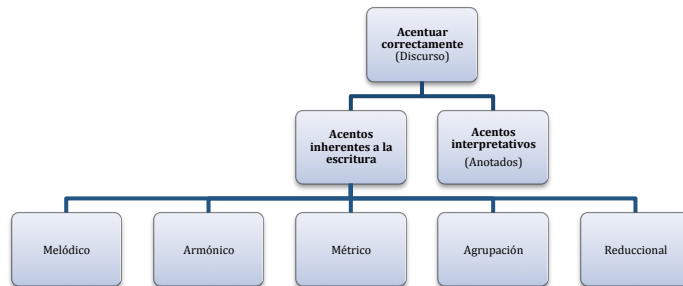 Acentuar
correctamente
(Discurso)
Acentos
inherentes a la
escritura
Acentos
interpretativos
(Anotados)
Melódico
Armónico
Métrico
Agrupación
Reduccional